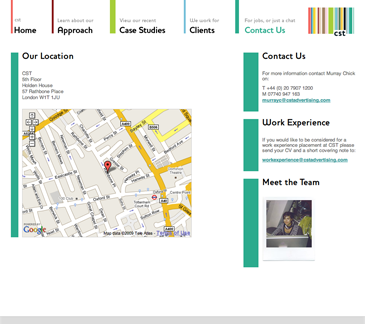 Home
Learn about our
Approach
View our recent
Case Studies
We work for
Clients
For jobs, or just a chat
Contact Us
cst
Our Location
CST
5th Floor
Holden House
57 Rathbone Place
London W1T 1JU
Google
Map data ©2009 Tele Atlas - Terms of Use
Contact Us
For more information contact Murray Chick
on:
T +44 (0) 20 7907 1200
M 07740 947 183
murrayc@cstadvertising.com
Work Experience
If you would like to be considered for a
work experience placement at CST please
send your CV and a short covering note to:
workexperience@cstadvertising.com
Meet the Team